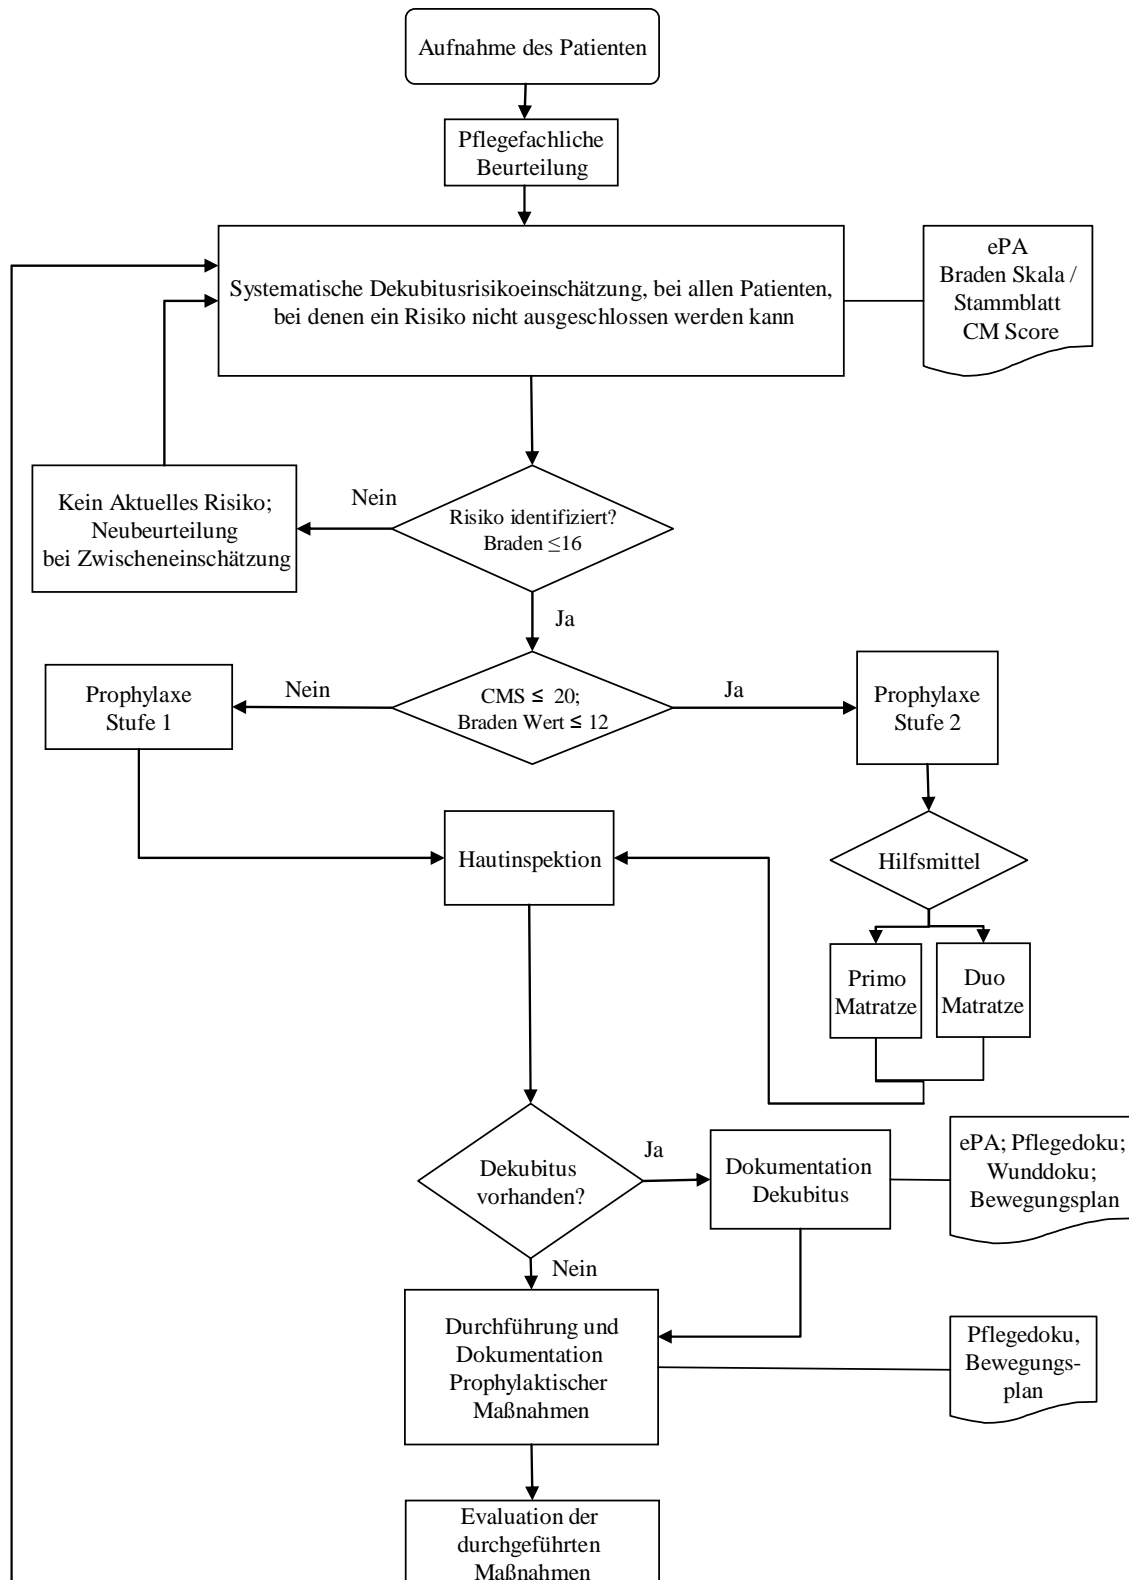 Aufnahme des Patienten
Pflegefachliche
Beurteilung
Systematische Dekubitusrisikoeinschätzung, bei allen Patienten,
bei denen ein Risiko nicht ausgeschlossen werden kann
ePA
Braden Skala /
Stammblatt
CM Score
Kein Aktuelles Risiko;
Neubeurteilung
bei Zwischeneinschätzung
Nein
Risiko identifiziert?
Braden ≤16
Ja
Prophylaxe
Stufe 1
Nein
CMS ≤ 20;
Braden Wert ≤ 12
Ja
Prophylaxe
Stufe 2
Hautinspektion
Hilfsmittel
Primo
Matratze
Duo
Matratze
Dekubitus
vorhanden?
Ja
Dokumentation
Dekubitus
ePA; Pflegedoku;
Wunddoku;
Bewegungsplan
Nein
Durchführung und
Dokumentation
Prophylaktischer
Maßnahmen
Pflegedoku,
Bewegungs-
plan
Evaluation der
durchgeführten
Maßnahmen